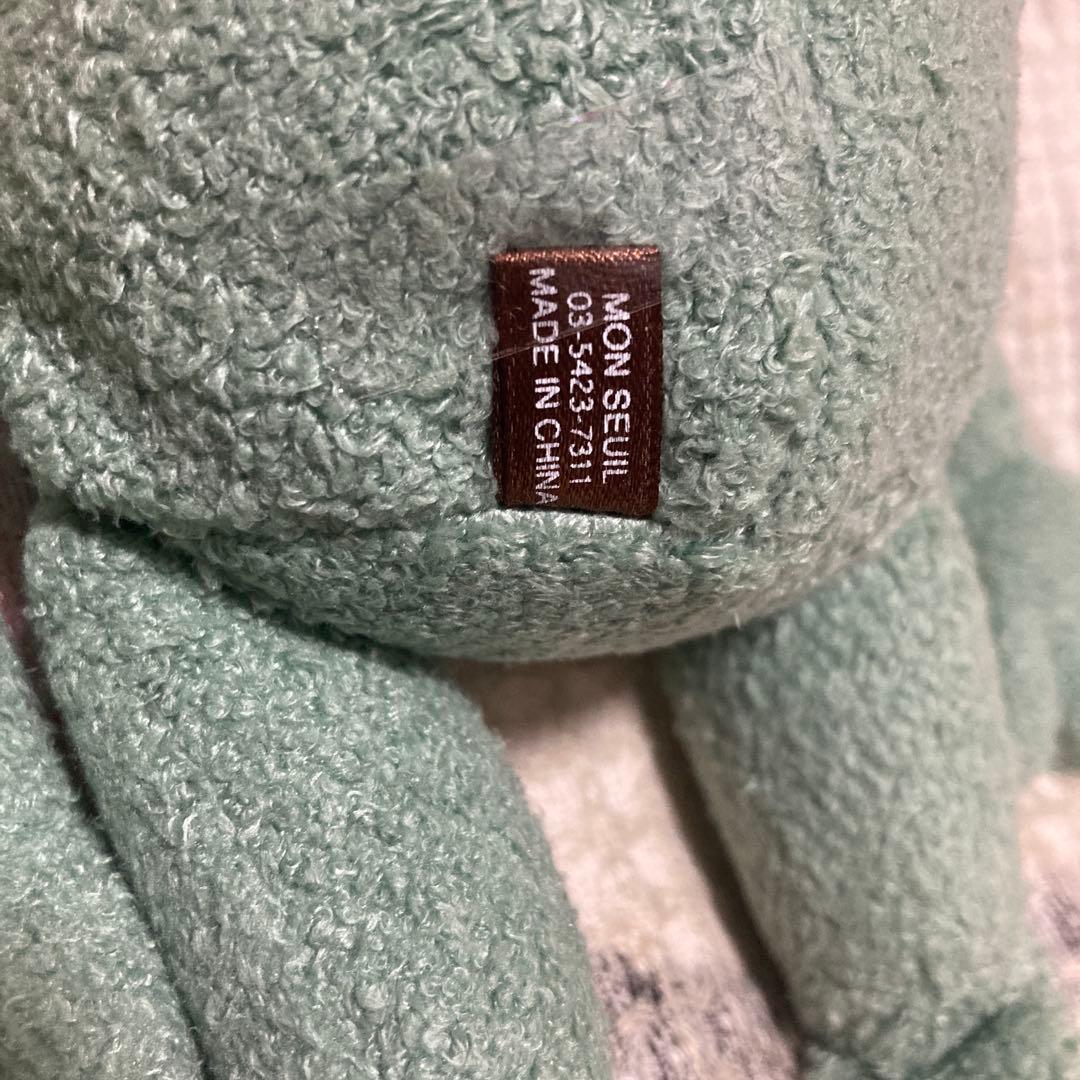 MON SEUIL
03-5423-7311
MADE IN CHINA